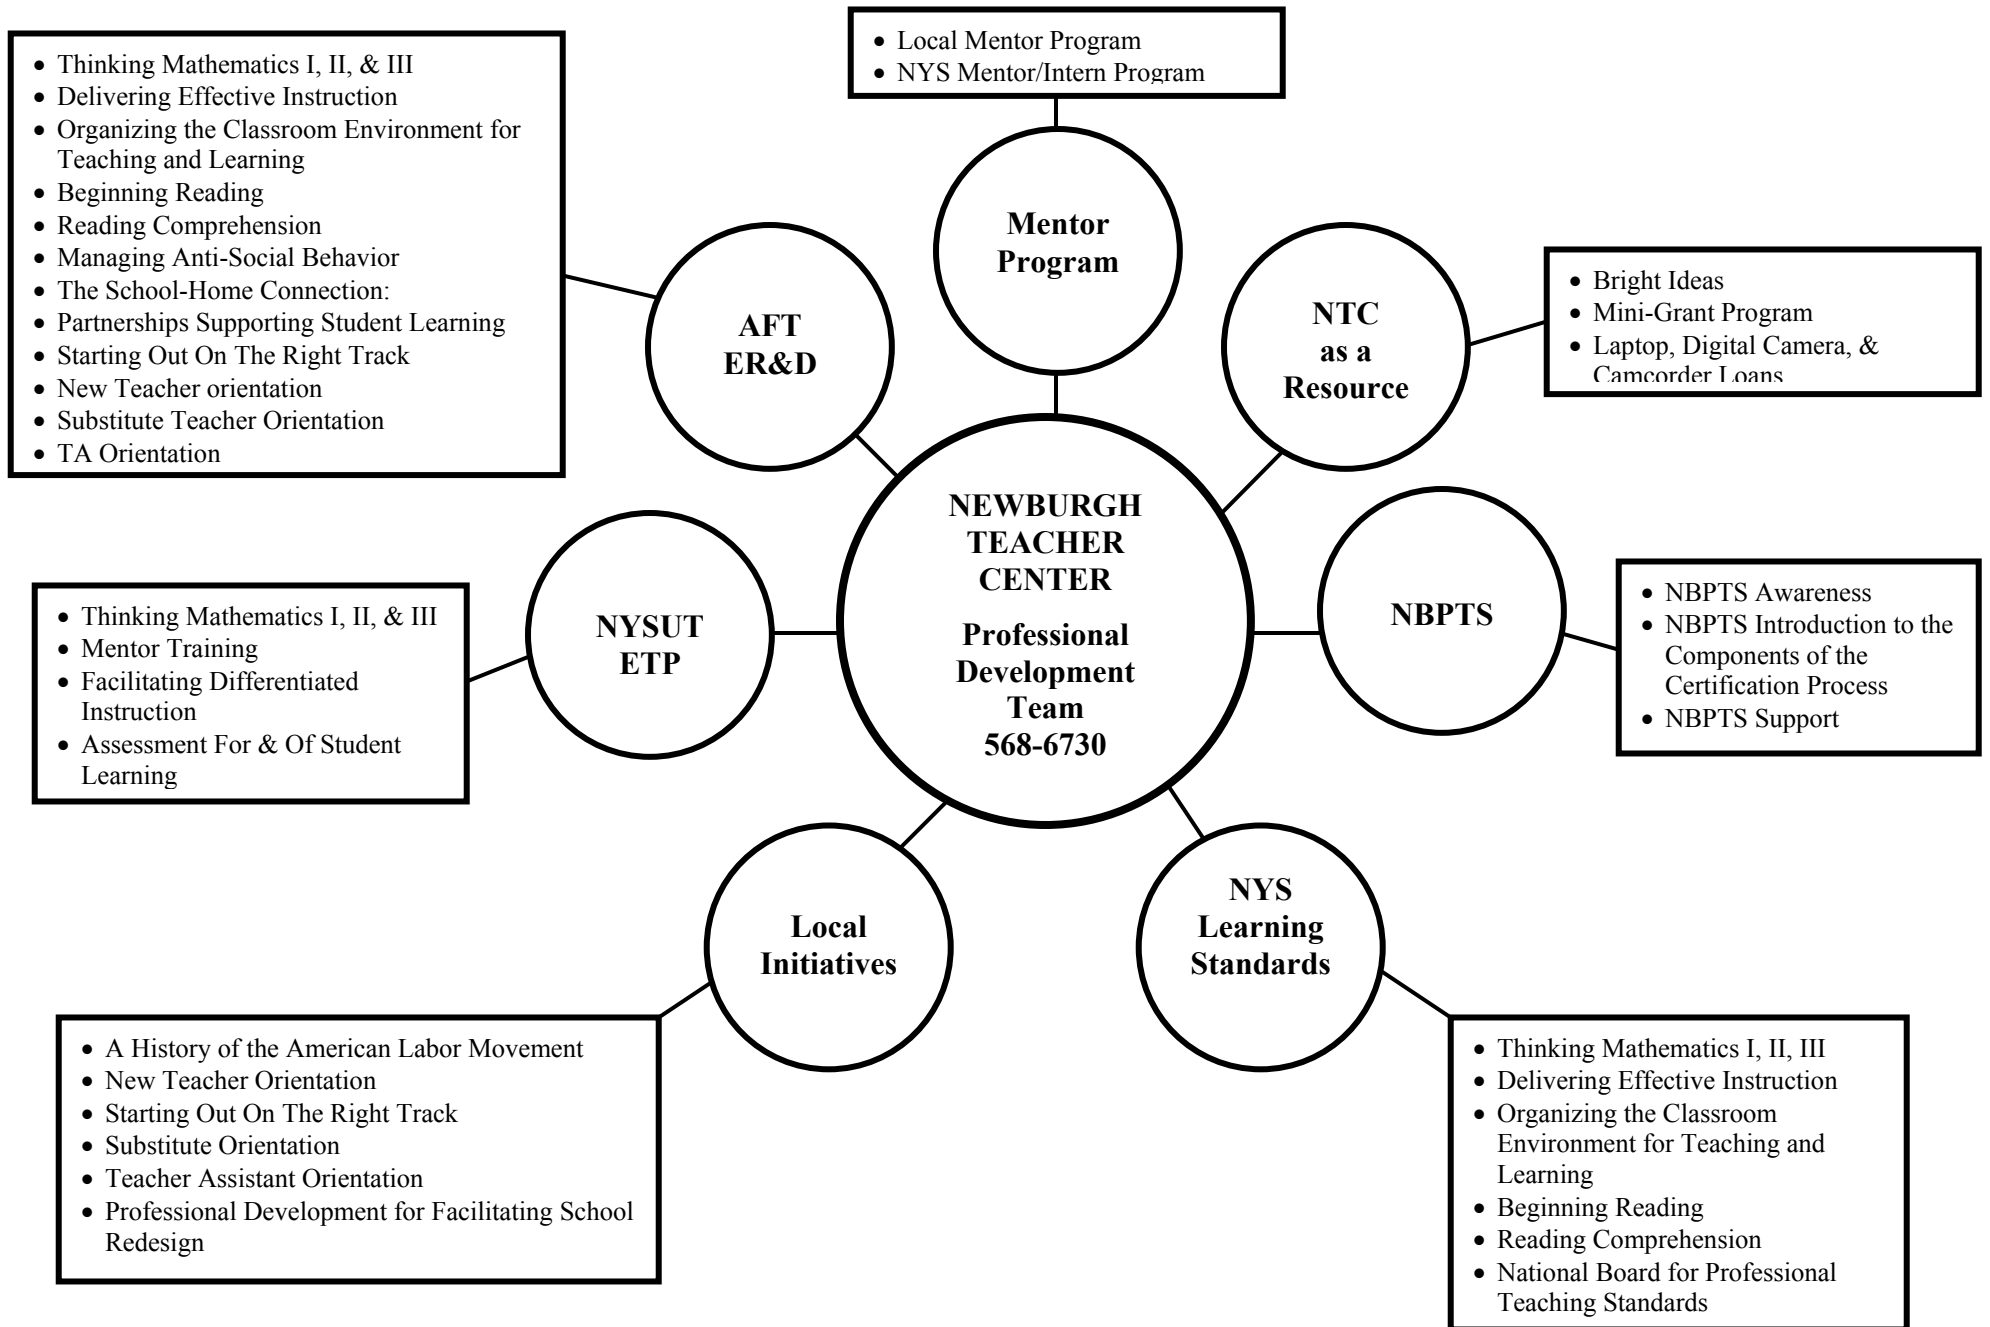 • Thinking Mathematics I, II, & III
• Delivering Effective Instruction
• Organizing the Classroom Environment for
Teaching and Learning
• Beginning Reading
• Reading Comprehension
• Managing Anti-Social Behavior
• The School-Home Connection:
• Partnerships Supporting Student Learning
• Starting Out On The Right Track
• New Teacher orientation
• Substitute Teacher Orientation
• TA Orientation
• Local Mentor Program
• NYS Mentor/Intern Program
Mentor
Program
AFT
ER&D
NTC
as a
Resource
• Bright Ideas
• Mini-Grant Program
• Laptop, Digital Camera, &
Camcorder Loans
NEWBURGH
TEACHER
CENTER
Professional
Development
Team
568-6730
NYSUT
ETP
• Thinking Mathematics I, II, & III
• Mentor Training
• Facilitating Differentiated
Instruction
• Assessment For & Of Student
Learning
NBPTS
• NBPTS Awareness
• NBPTS Introduction to the
Components of the
Certification Process
• NBPTS Support
Local
Initiatives
NYS
Learning
Standards
• A History of the American Labor Movement
• New Teacher Orientation
• Starting Out On The Right Track
• Substitute Orientation
• Teacher Assistant Orientation
• Professional Development for Facilitating School
Redesign
• Thinking Mathematics I, II, III
• Delivering Effective Instruction
• Organizing the Classroom
Environment for Teaching and
Learning
• Beginning Reading
• Reading Comprehension
• National Board for Professional
Teaching Standards